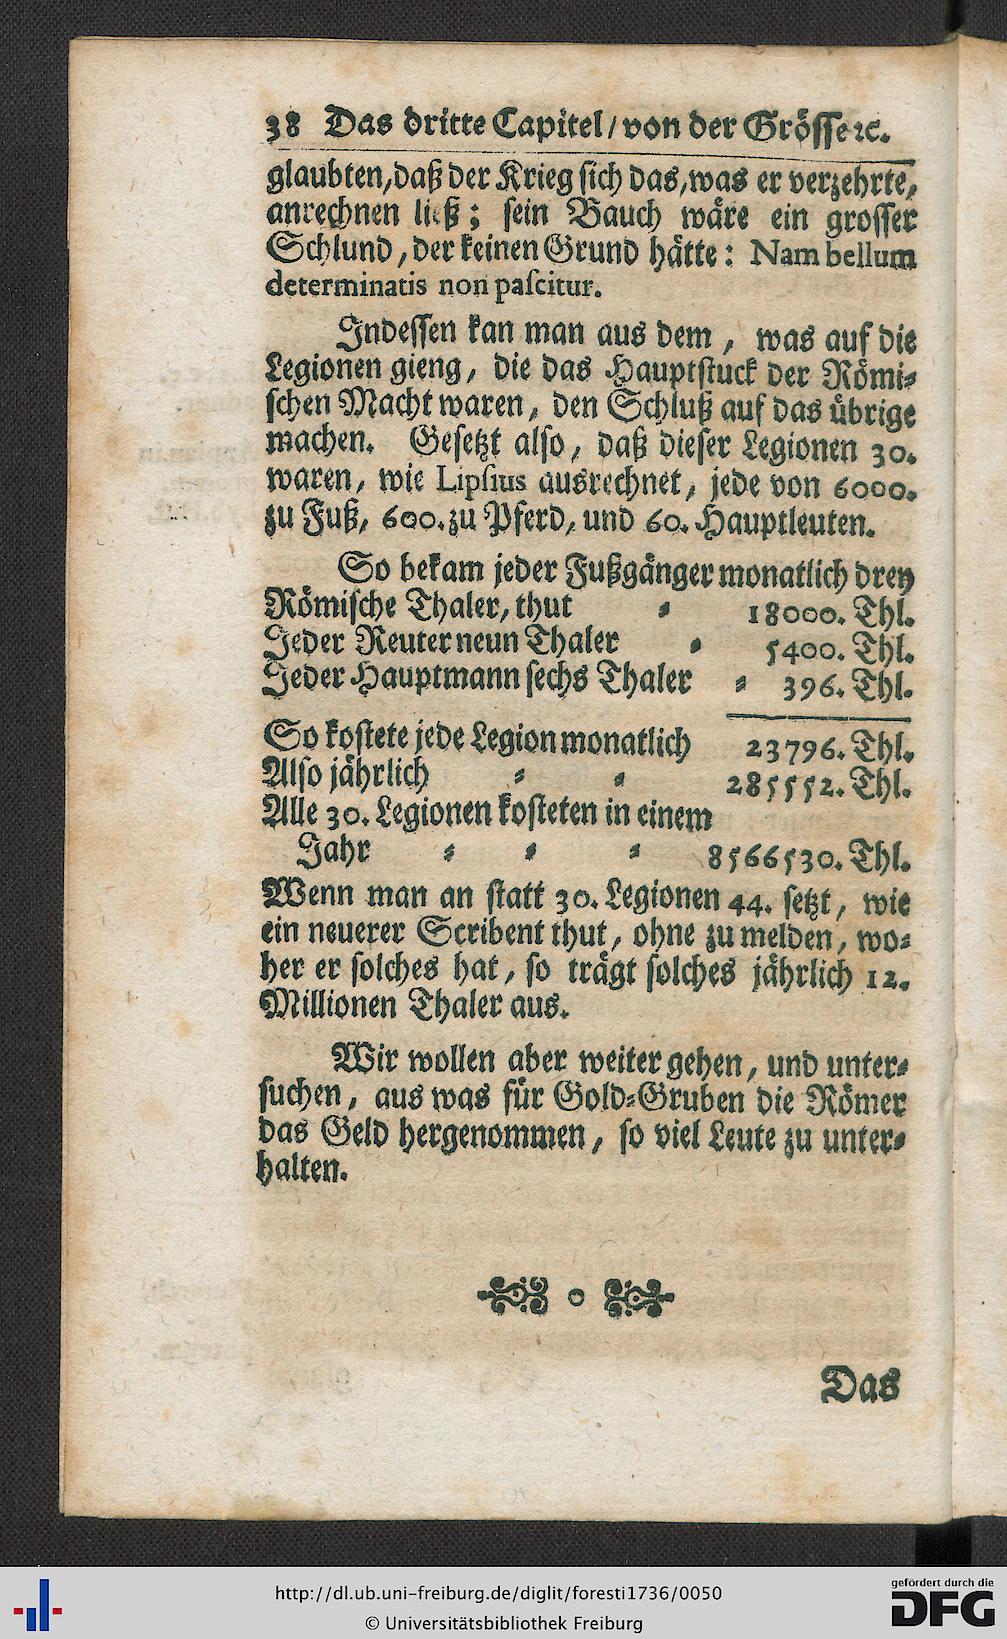 38 Das dritte Capitel / von der Grösse ꝛc.
glaubten, daß der Krieg sich das, was er verzehrte,
anrechnen ließ; sein Bauch wäre ein grosser
Schlund, der keinen Grund hätte: Nam bellum
determinatis non pascitur.
Indessen kan man aus dem, was auf die
Legionen gieng, die das Hauptstuck der Römi-
schen Macht waren, den Schluß auf das übrige
machen. Gesetzt also, daß dieser Legionen 30.
waren, wie Lipsius ausrechnet, jede von 6000.
zu Fuß, 600. zu Pferd, und 60. Hauptleuten.
So bekam jeder Fußgänger monatlich drey
Römische Thaler, thut - 18000. Thl.
Jeder Reuter neun Thaler - 5400. Thl.
Jeder Hauptmann sechs Thaler - 396. Thl.
So kostete jede Legion monatlich 23796. Thl.
Also jährlich - - 285552. Thl.
Alle 30. Legionen kosteten in einem
Jahr - - - 8566530. Thl.
Wenn man an statt 30. Legionen 44. setzt, wie
ein neuerer Scribent thut, ohne zu melden, wo-
her er solches hat, so trägt solches jährlich 12.
Millionen Thaler aus.
Wir wollen aber weiter gehen, und unter-
suchen, aus was für Gold-Gruben die Römer
das Geld hergenommen, so viel Leute zu unter-
halten.
Das
http://dl.ub.uni-freiburg.de/diglit/foresti1736/0050
© Universitätsbibliothek Freiburg
gefördert durch die
DFG